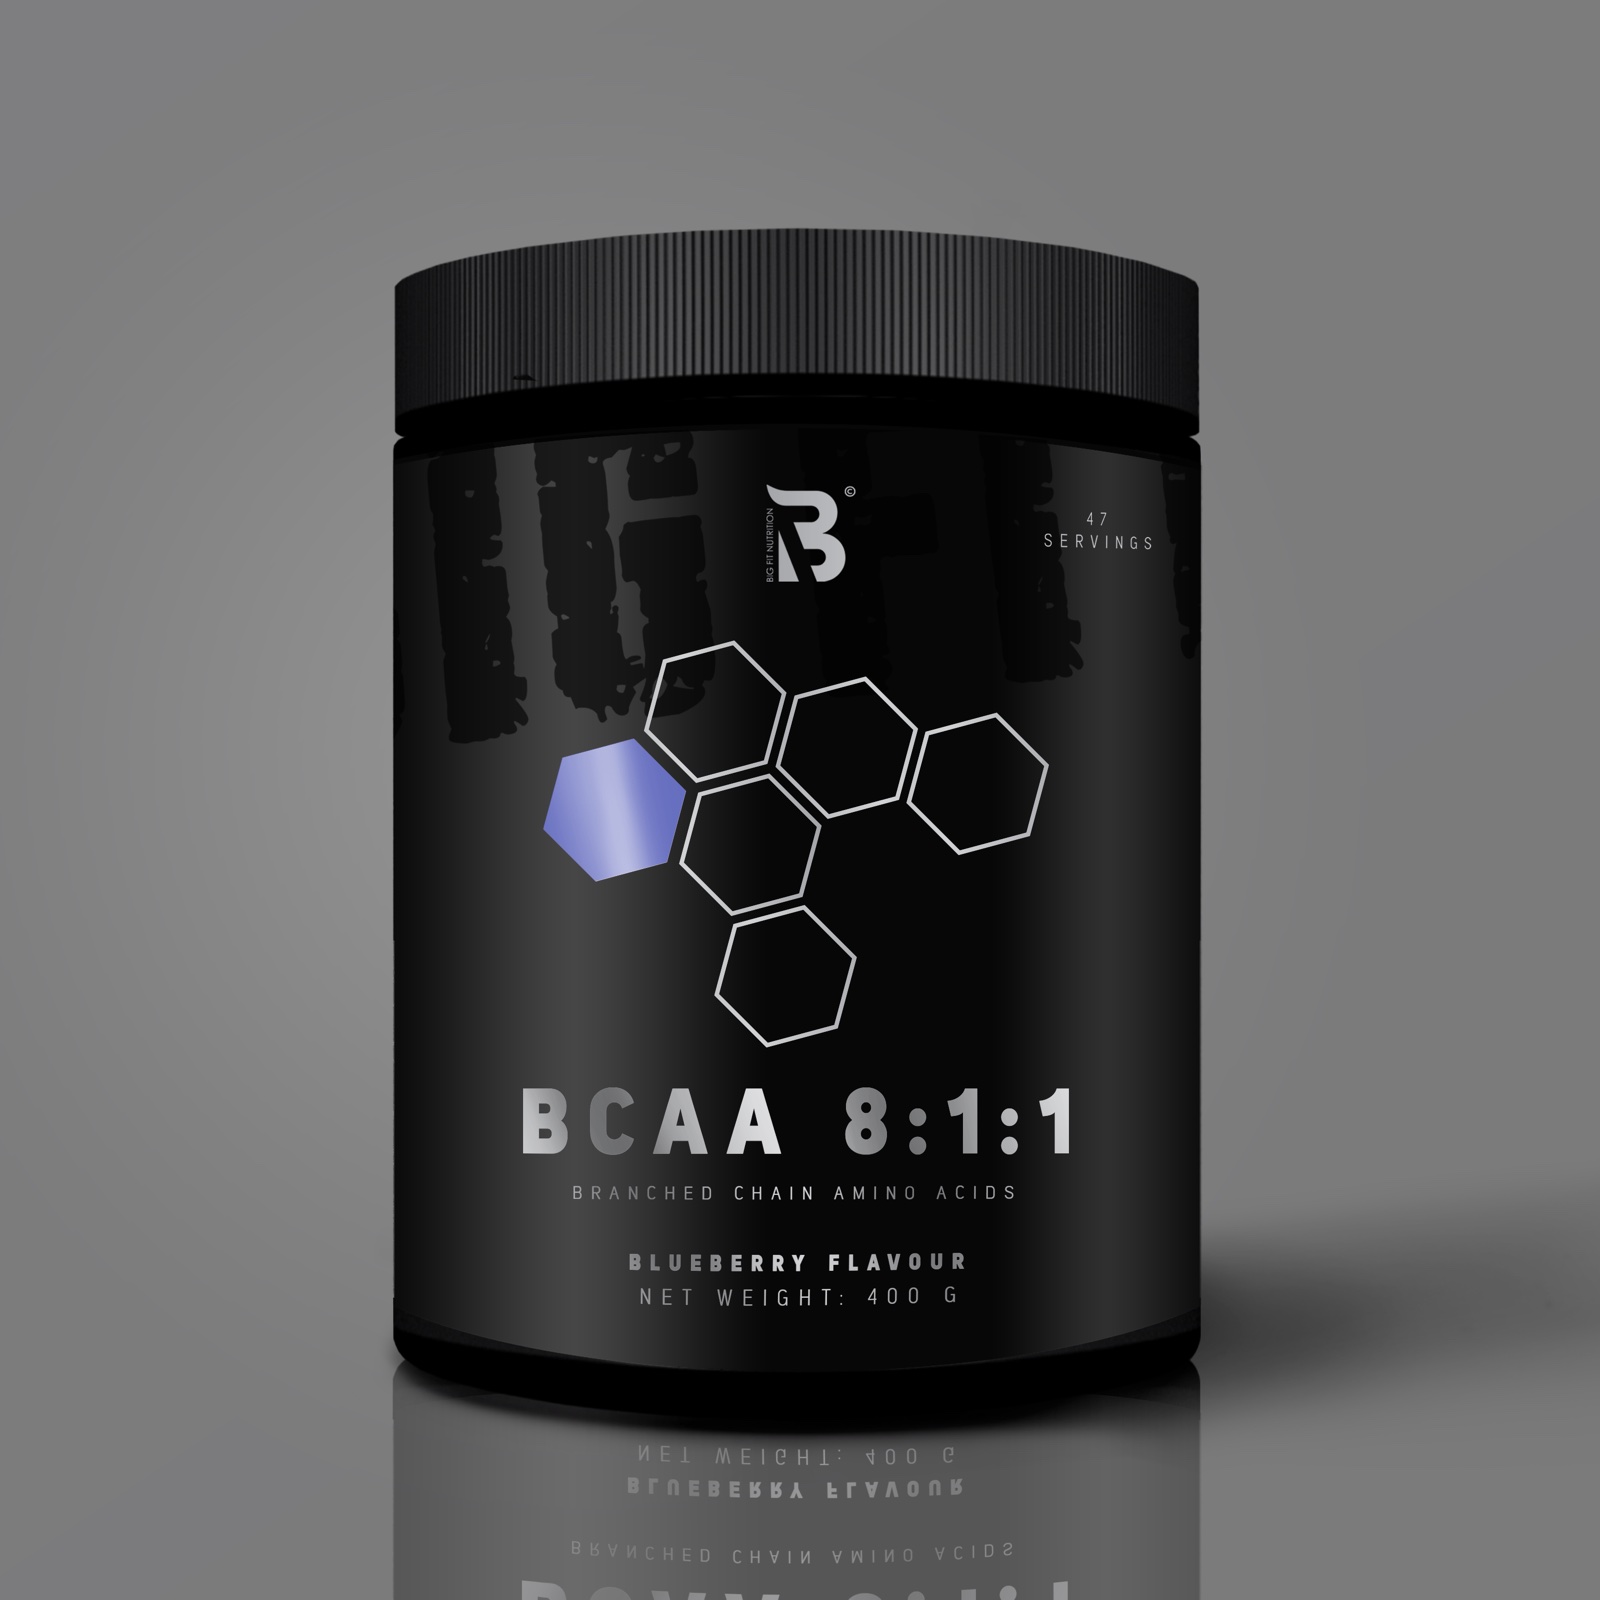 B
©
BIG FIT NUTRITION
47
SERVINGS
BCAA 8:1:1
BRANCHED CHAIN AMINO ACIDS
BLUEBERRY FLAVOUR
NET WEIGHT: 400 G